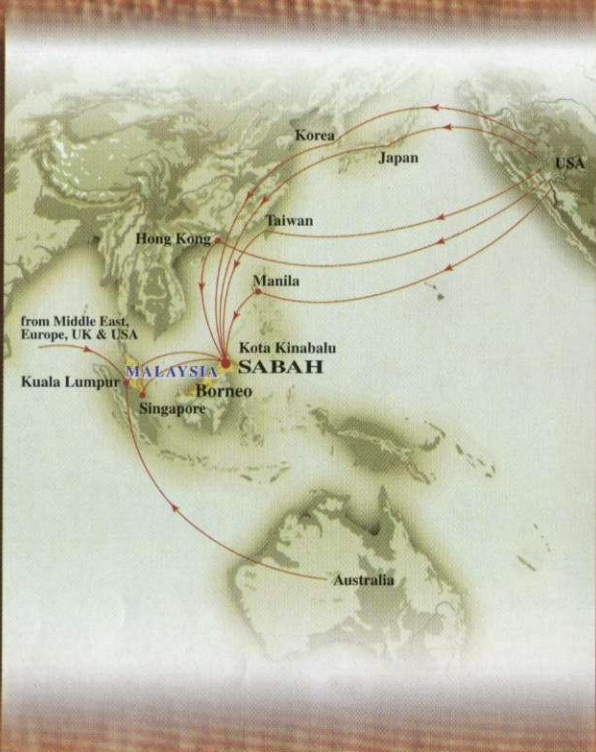 Korea
Japan
USA
Taiwan
Hong Kong
Manila
from Middle East,
Europe, UK & USA
Kota Kinabalu
MALAYSIA
SABAH
Kuala Lumpur
Borneo
Singapore
Australia